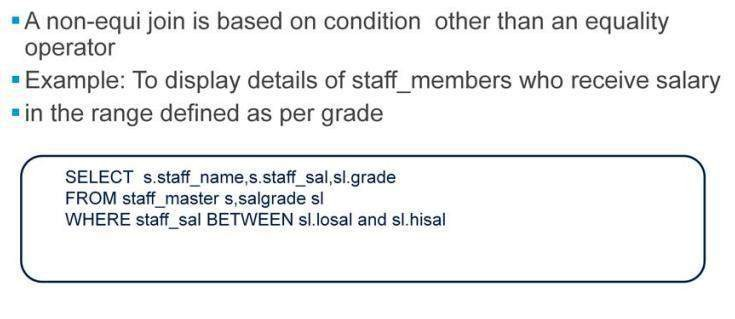 ▪ A non-equi join is based on condition other than an equality
operator
▪ Example: To display details of staff_members who receive salary
▪ in the range defined as per grade
SELECT s.staff_name,s.staff_sal,sl.grade
FROM staff_master s,salgrade sl
WHERE staff_sal BETWEEN sl.losal and sl.hisal